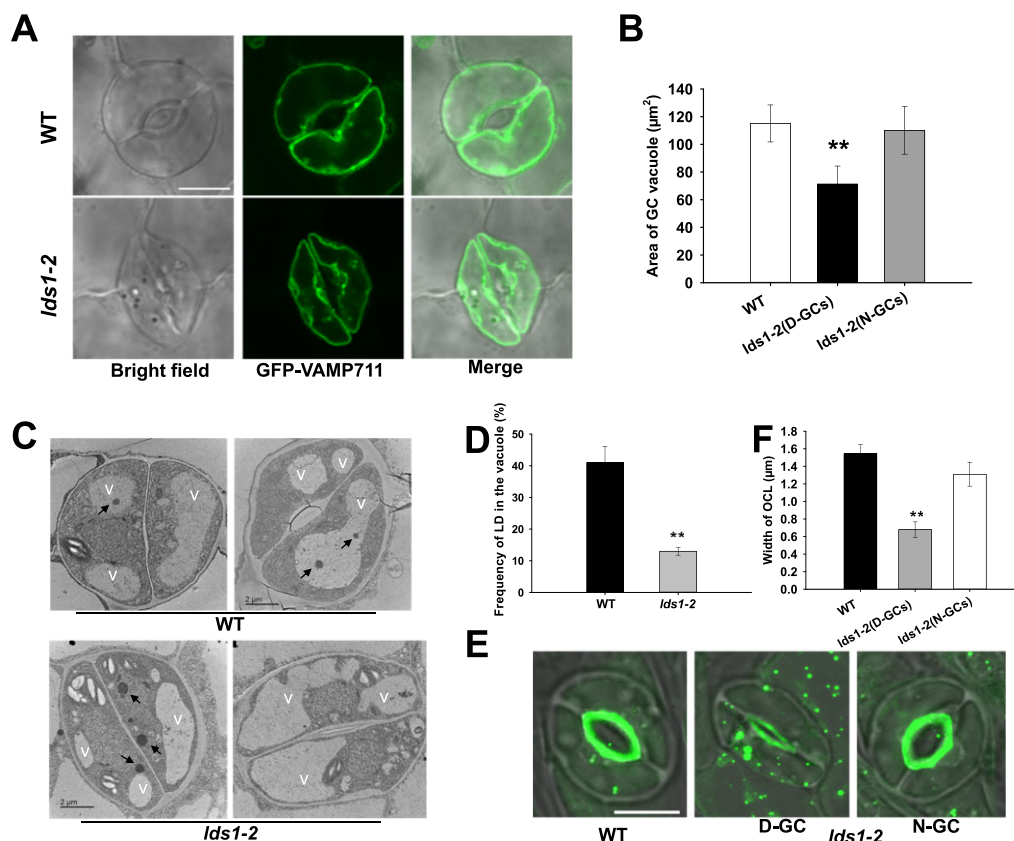 A
WT
lds1-2
Bright field
GFP-VAMP711
Merge
B
Area of GC vacuole (µm²)
140
120
100
80
60
40
20
0
**
WT
lds1-2(D-GCs)
lds1-2(N-GCs)
C
V
V
V
V
V
V
2 µm
WT
V
V
V
V
V
V
2 µm
lds1-2
D
Frequency of LD in the vacuole (%)
50
40
30
20
10
0
**
WT
lds1-2
F
Width of OCL (µm)
1.8
1.6
1.4
1.2
1.0
0.8
0.6
0.4
0.2
0.0
**
WT
lds1-2(D-GCs)
lds1-2(N-GCs)
E
WT
D-GC
N-GC
lds1-2